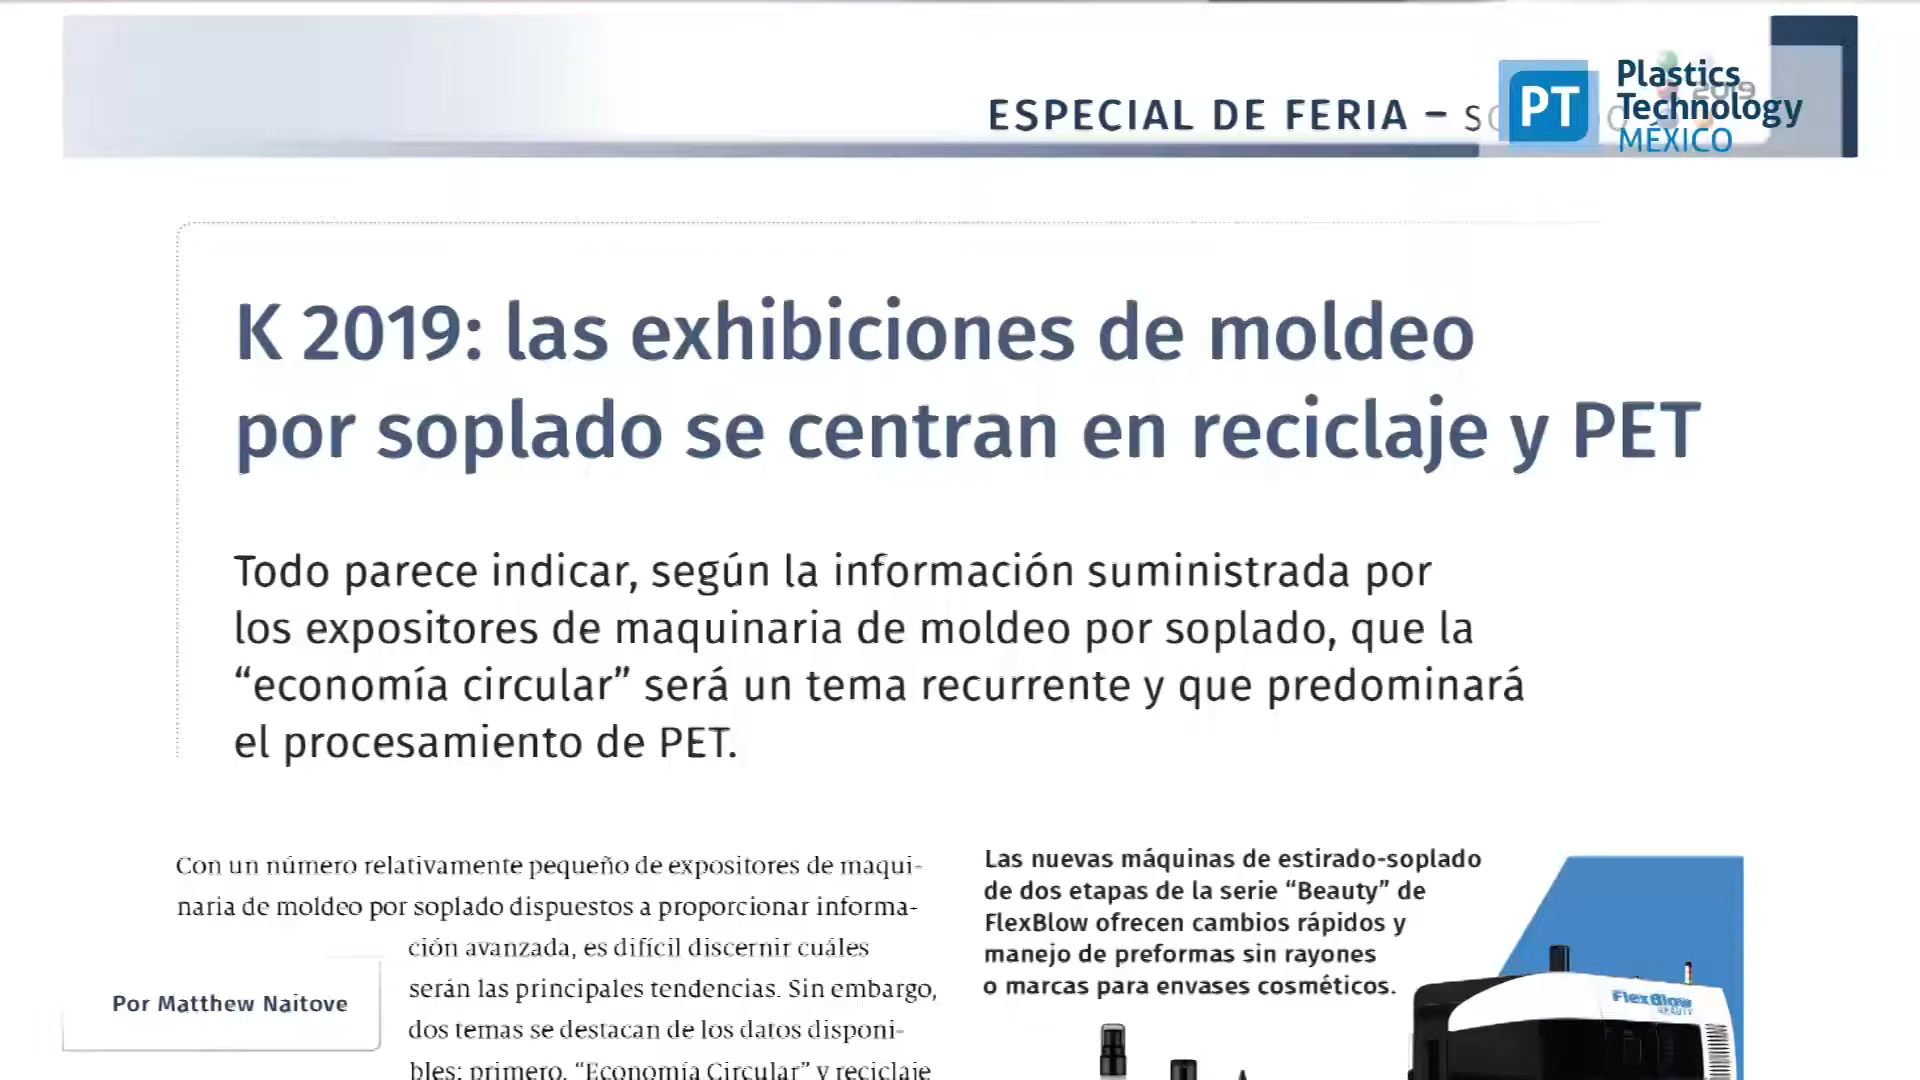 ESPECIAL DE FERIA –
PT
Plastics
Technology
MÉXICO
2019
K 2019: las exhibiciones de moldeo
por soplado se centran en reciclaje y PET
Todo parece indicar, según la información suministrada por
los expositores de maquinaria de moldeo por soplado, que la
“economía circular” será un tema recurrente y que predominará
el procesamiento de PET.
Con un número relativamente pequeño de expositores de maqui-
naria de moldeo por soplado dispuestos a proporcionar informa-
ción avanzada, es difícil discernir cuáles
serán las principales tendencias. Sin embargo,
dos temas se destacan de los datos disponi-
bles: primero, “Economía Circular” y reciclaje
Por Matthew Naitove
Las nuevas máquinas de estirado-soplado
de dos etapas de la serie “Beauty” de
FlexBlow ofrecen cambios rápidos y
manejo de preformas sin rayones
o marcas para envases cosméticos.
FlexBlow
BEAUTY